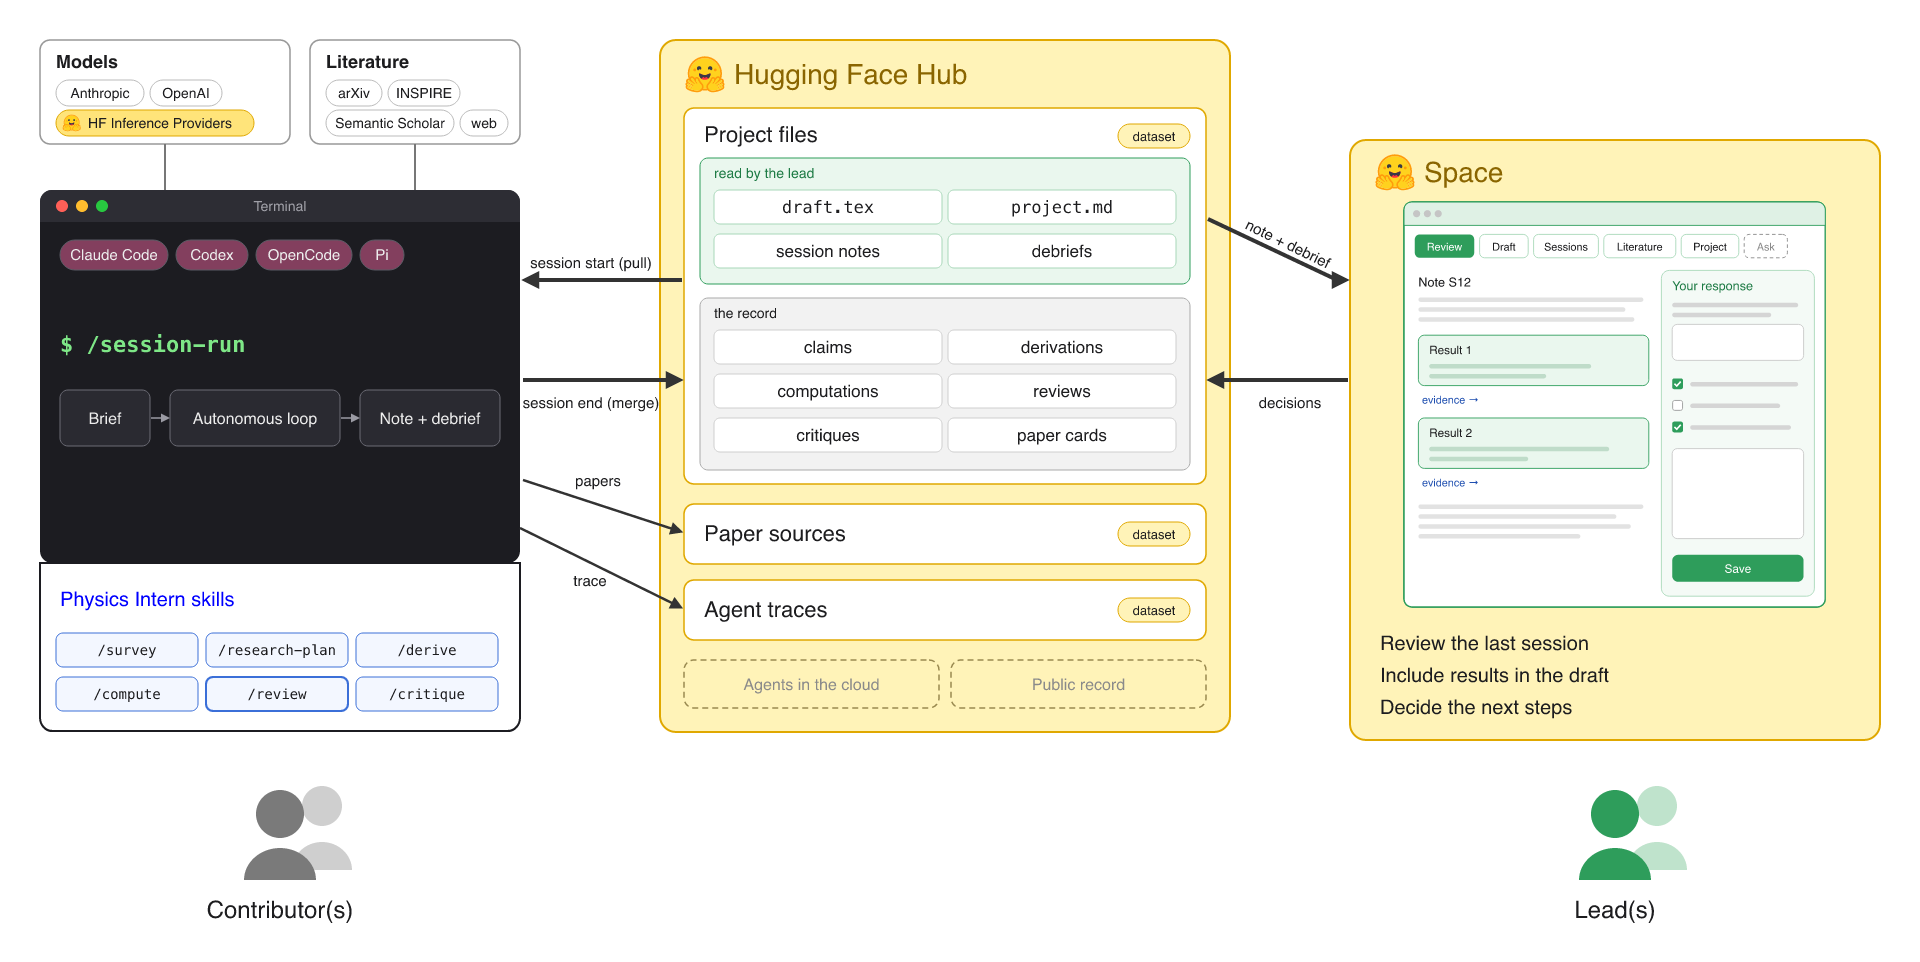 Models
Anthropic
OpenAI
HF Inference Providers
Literature
arXiv
INSPIRE
Semantic Scholar
web
Terminal
Claude Code
Codex
OpenCode
Pi
$ /session-run
Brief
Autonomous loop
Note + debrief
Physics Intern skills
/survey
/research-plan
/derive
/compute
/review
/critique
Contributor(s)
session start (pull)
session end (merge)
papers
trace
Hugging Face Hub
Project files
dataset
read by the lead
draft.tex
project.md
session notes
debriefs
the record
claims
derivations
computations
reviews
critiques
paper cards
Paper sources
dataset
Agent traces
dataset
Agents in the cloud
Public record
note + debrief
decisions
Space
Review
Draft
Sessions
Literature
Project
Ask
Note S12
Result 1
evidence →
Result 2
evidence →
Your response
Save
Review the last session
Include results in the draft
Decide the next steps
Lead(s)